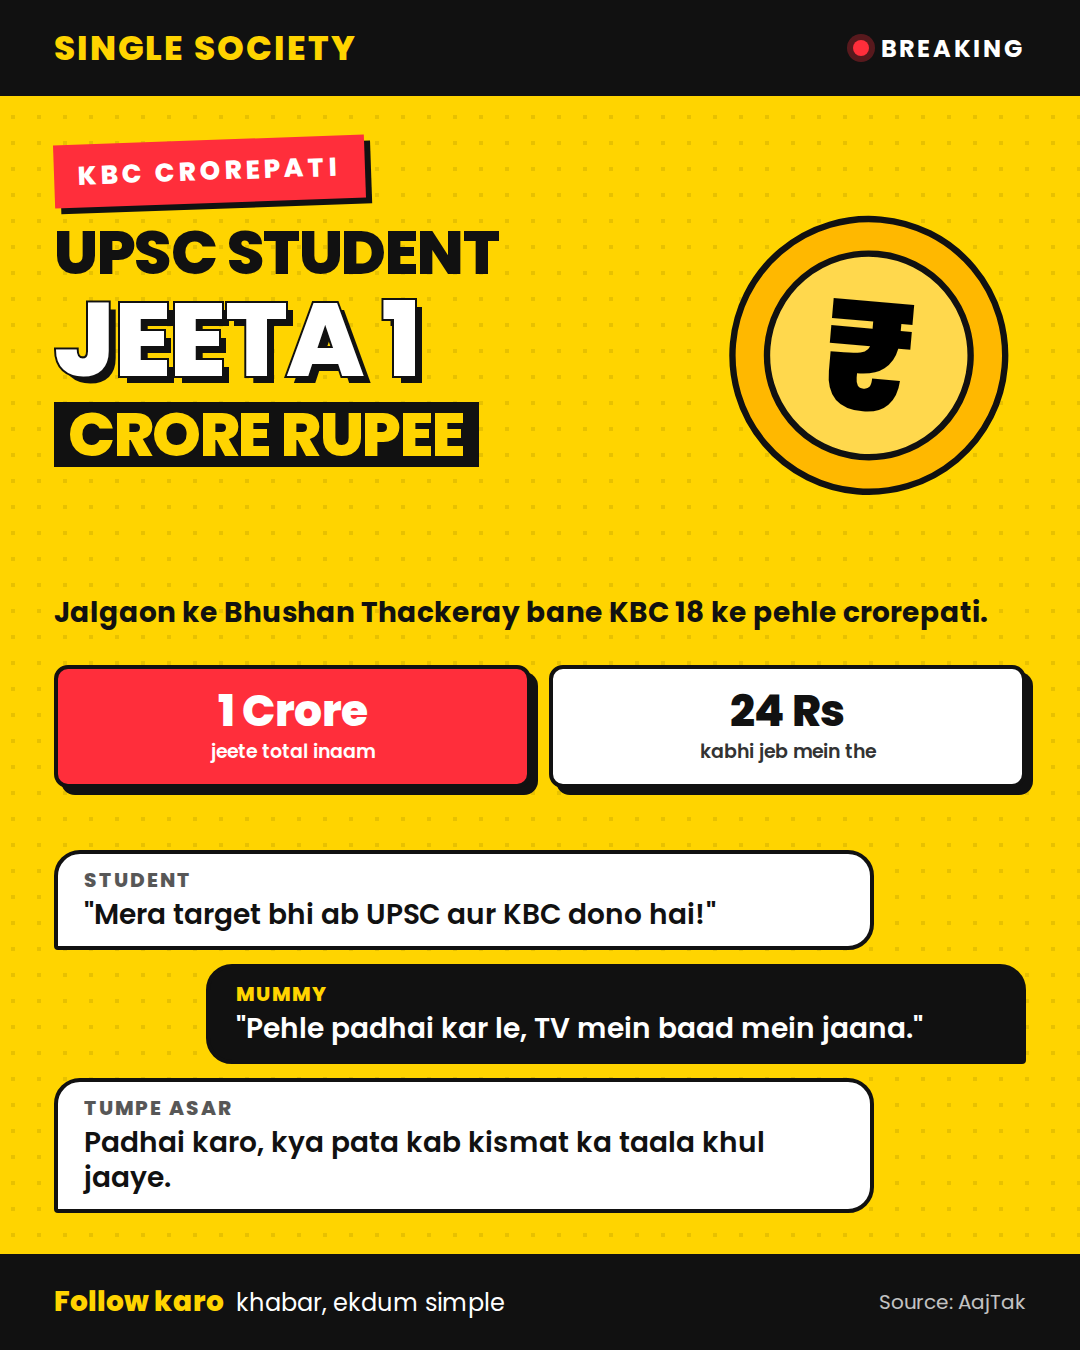 SINGLE SOCIETY
BREAKING
KBC CROREPATI
UPSC STUDENT
JEETA 1
CRORE RUPEE
₹
Jalgaon ke Bhushan Thackeray bane KBC 18 ke pehle crorepati.
1 Crore
jeete total inaam
24 Rs
kabhi jeb mein the
STUDENT
"Mera target bhi ab UPSC aur KBC dono hai!"
MUMMY
"Pehle padhai kar le, TV mein baad mein jaana."
TUMPE ASAR
Padhai karo, kya pata kab kismat ka taala khul
jaaye.
Follow karo khabar, ekdum simple
Source: AajTak